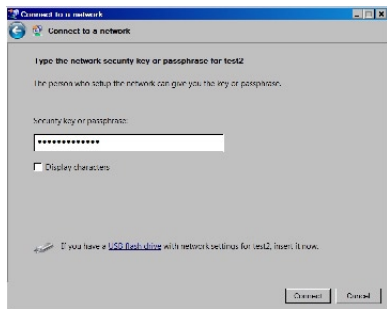 Connect to a network
Connect to a network
Type the network security key or passphrase for test2
The person who setup the network can give you the key or passphrase.
Security key or passphrase:
•••••••••••••
Display characters
If you have a USB flash drive with network settings for test2, insert it now.
Connect Cancel